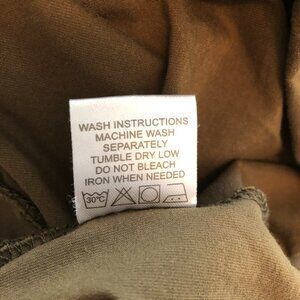 WASH INSTRUCTIONS
MACHINE WASH
SEPARATELY
TUMBLE DRY LOW
DO NOT BLEACH
IRON WHEN NEEDED
30°C